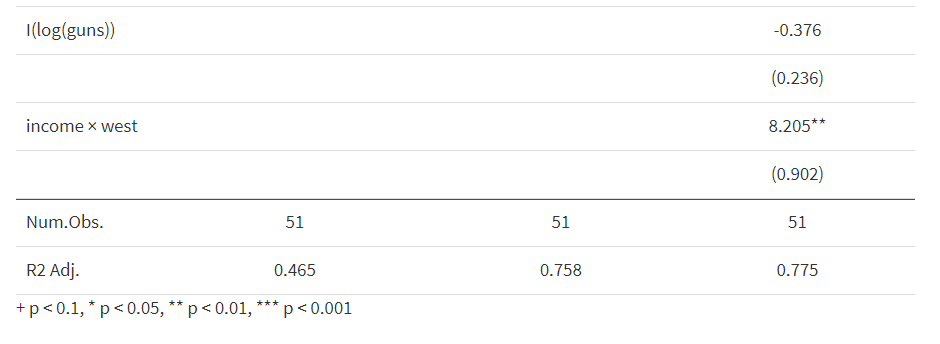 I(log(guns)) -0.376
(0.236)
income × west 8.205**
(0.902)
Num.Obs. 51 51 51
R2 Adj. 0.465 0.758 0.775
+ p < 0.1, * p < 0.05, ** p < 0.01, *** p < 0.001